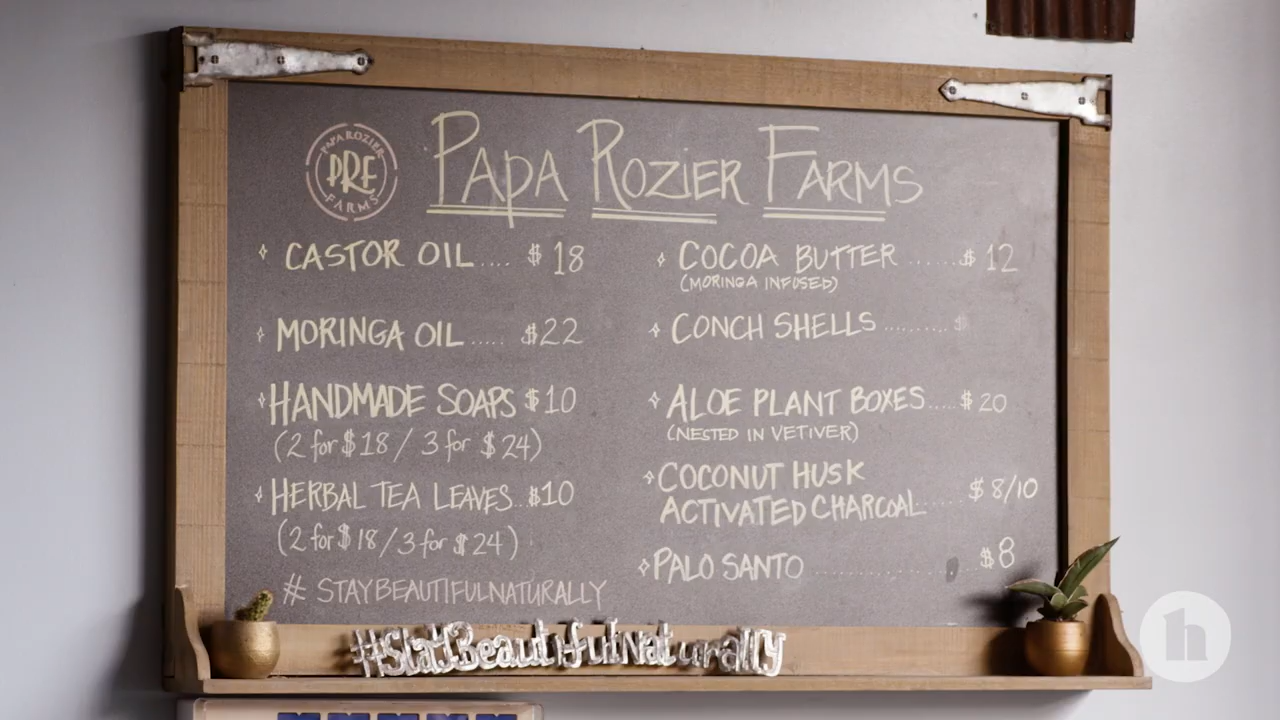 PAPA ROZIER
PRE
FARMS
PAPA ROZIER FARMS
CASTOR OIL.... $ 18
MORINGA OIL..... $22
HANDMADE SOAPS $10
(2 for $18 / 3 for $24)
HERBAL TEA LEAVES..$10
(2 for $18/3 for $24)
# STAYBEAUTIFULNATURALLY
COCOA BUTTER.......$ 12
(MORINGA INFUSED)
CONCH SHELLS..........$
ALOE PLANT BOXES....$ 20
(NESTED IN VETIVER)
COCONUT HUSK
ACTIVATED CHARCOAL..... $ 8/10
PALO SANTO.................. $8
#StayBeautifulNaturally
h